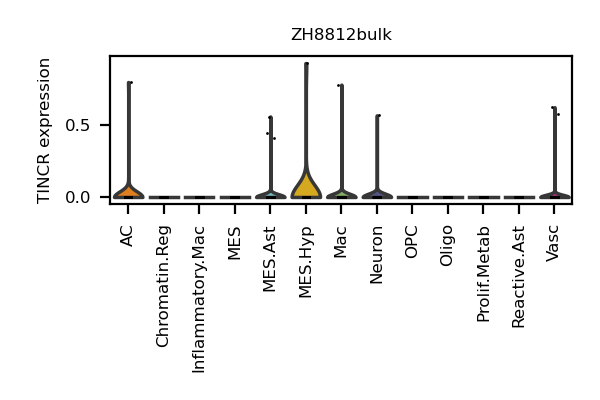 ZH8812bulk
TINCR expression
0.5
0.0
AC
Chromatin.Reg
Inflammatory.Mac
MES
MES.Ast
MES.Hyp
Mac
Neuron
OPC
Oligo
Prolif.Metab
Reactive.Ast
Vasc